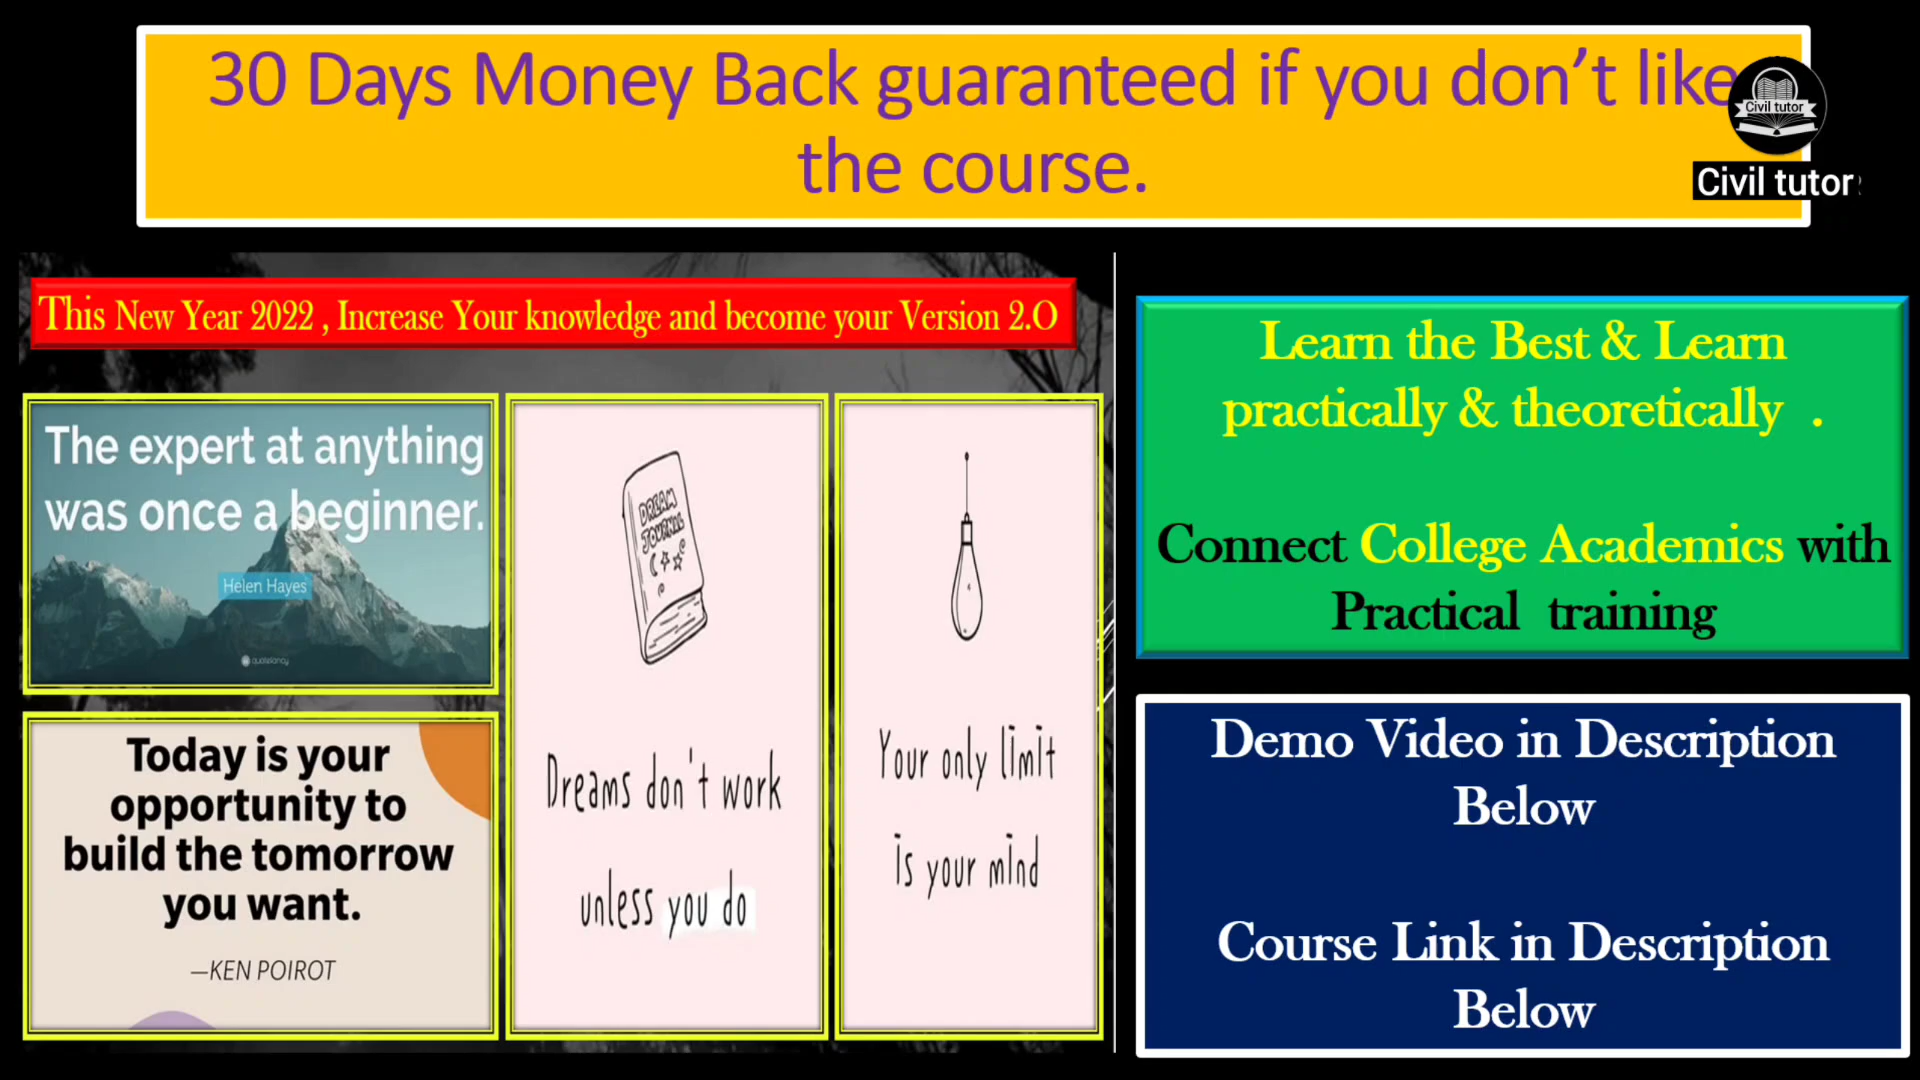 30 Days Money Back guaranteed if you don’t like
the course.
Civil tutor
Civil tutor
This New Year 2022 , Increase Your knowledge and become your Version 2.O
The expert at anything
was once a beginner.
Helen Hayes
quotefancy
Today is your
opportunity to
build the tomorrow
you want.
—KEN POIROT
DREAM
JOURNAL
Dreams don't work
unless you do
Your only limit
is your mind
Learn the Best & Learn
practically & theoretically .
Connect College Academics with
Practical training
Demo Video in Description
Below
Course Link in Description
Below